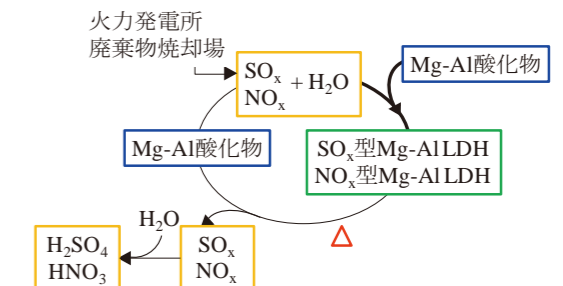 火力発電所
廃棄物焼却場
SOₓ
NOₓ
+ H₂O
Mg-Al酸化物
Mg-Al酸化物
SOₓ型Mg-Al LDH
NOₓ型Mg-Al LDH
H₂O
SOₓ
NOₓ
H₂SO₄
HNO₃